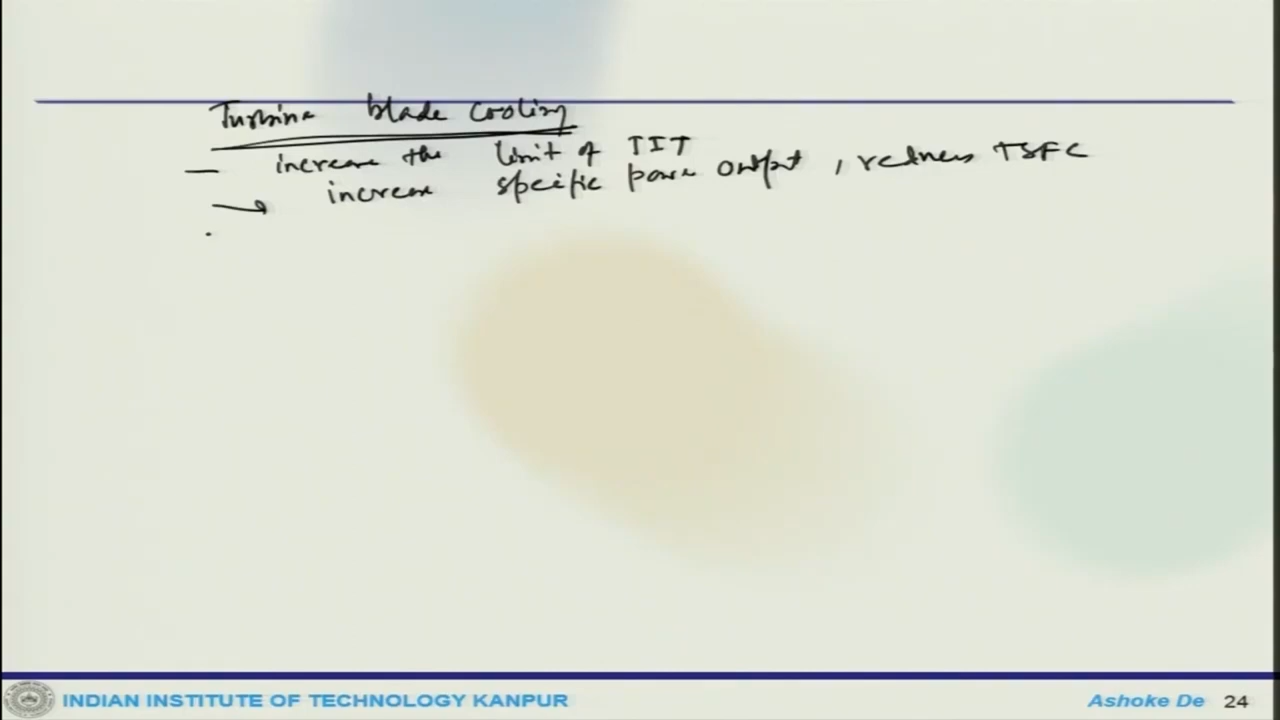 Turbine blade cooling
— increase the limit of TIT
→ increase specific power output, reduces TSFC
INDIAN INSTITUTE OF TECHNOLOGY KANPUR
Ashoke De 24